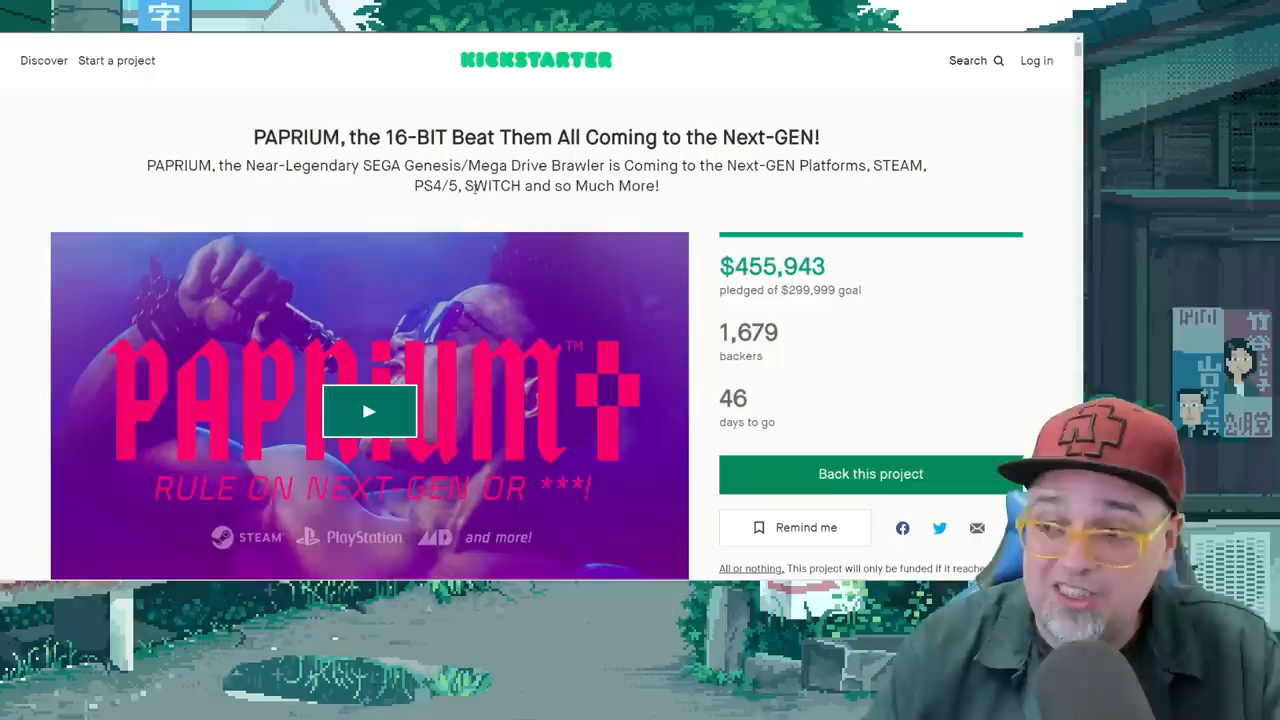 字
Discover Start a project
KICKSTARTER
Search
Log in
PAPRIUM, the 16-BIT Beat Them All Coming to the Next-GEN!
PAPRIUM, the Near-Legendary SEGA Genesis/Mega Drive Brawler is Coming to the Next-GEN Platforms, STEAM,
PS4/5, SWITCH and so Much More!
PAPRIUM TM
RULE ON NEXT-GEN OR ***!
STEAM PlayStation MD and more!
$455,943
pledged of $299,999 goal
1,679
backers
46
days to go
Back this project
Remind me
All or nothing. This project will only be funded if it